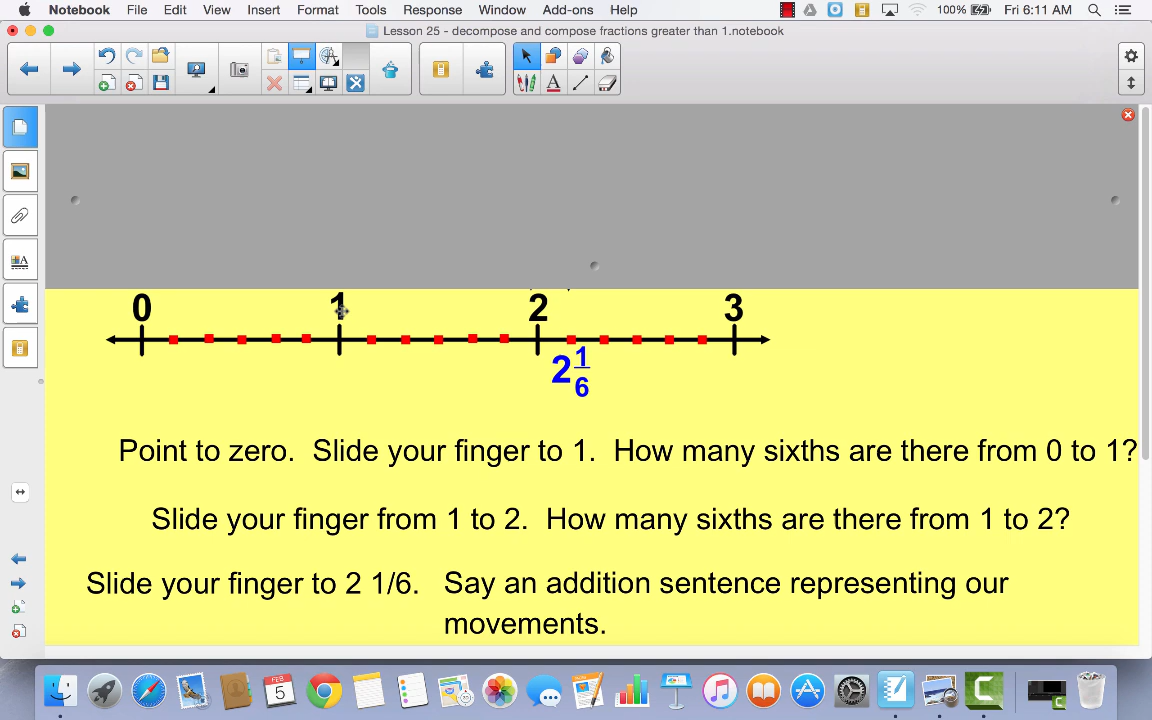 Notebook File Edit View Insert Format Tools Response Window Add-ons Help 100% Fri 6:11 AM
Lesson 25 - decompose and compose fractions greater than 1.notebook
0 1 2 3
2 1/6
Point to zero. Slide your finger to 1. How many sixths are there from 0 to 1?
Slide your finger from 1 to 2. How many sixths are there from 1 to 2?
Slide your finger to 2 1/6. Say an addition sentence representing our
movements.
FEB
5